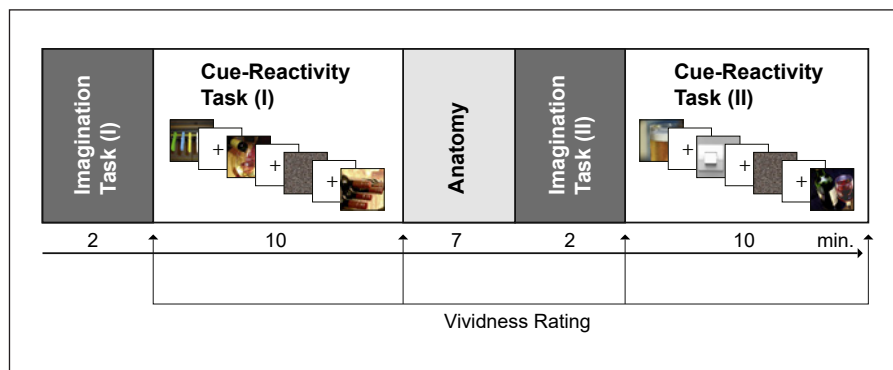 Imagination
Task (I)
Cue-Reactivity
Task (I)
+
+
+
Anatomy
Imagination
Task (II)
Cue-Reactivity
Task (II)
+
+
+
2
10
7
2
10
min.
Vividness Rating